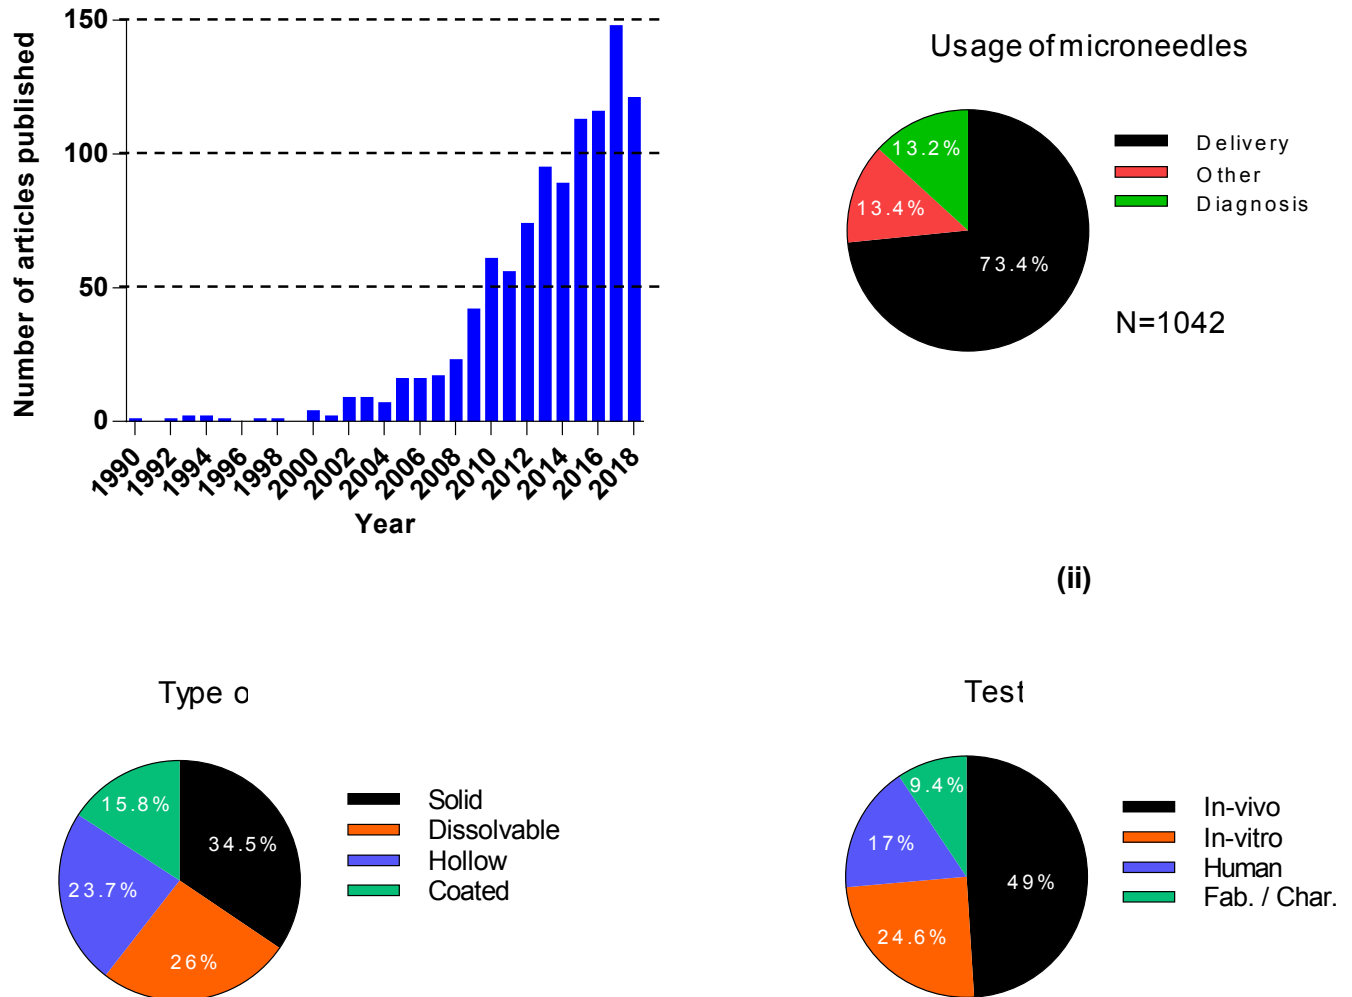 Number of articles published
150
100
50
0
1990
1992
1994
1996
1998
2000
2002
2004
2006
2008
2010
2012
2014
2016
2018
Year
Usage of microneedles
13.2%
13.4%
73.4%
Delivery
Other
Diagnosis
N=1042
(ii)
Type o
15.8%
34.5%
23.7%
26%
Solid
Dissolvable
Hollow
Coated
Test
9.4%
17%
49%
24.6%
In-vivo
In-vitro
Human
Fab. / Char.